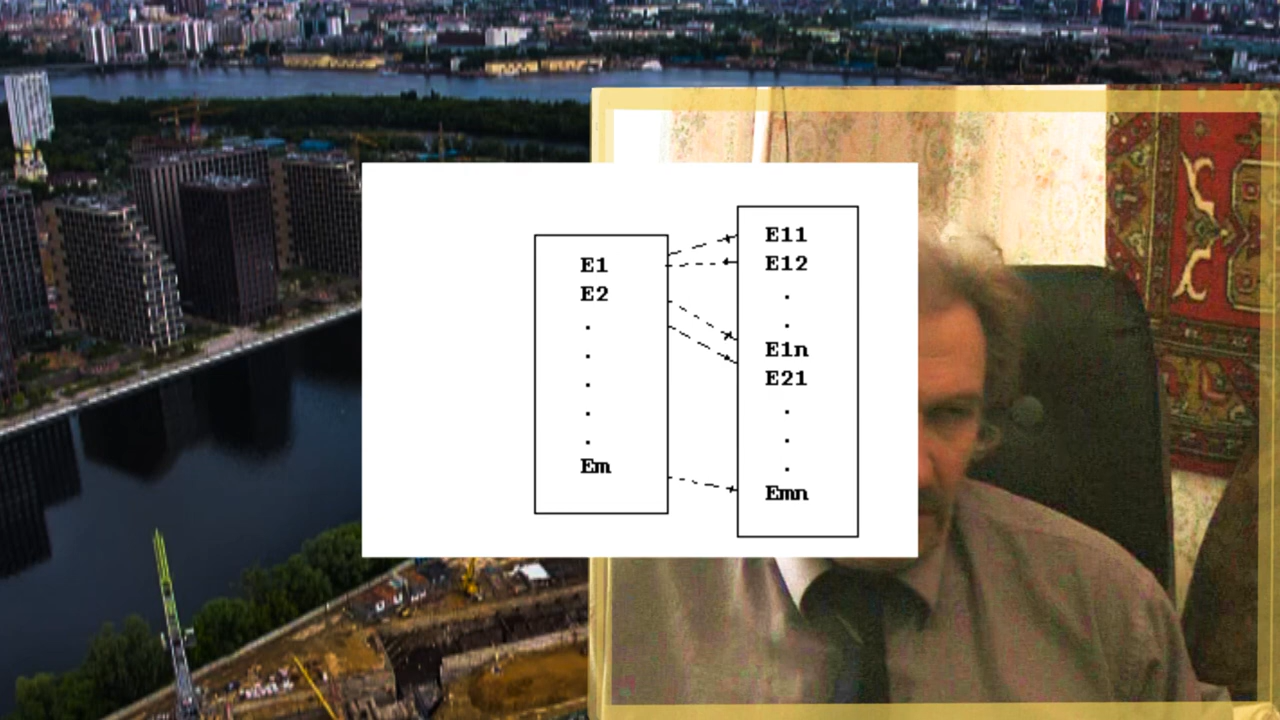 E1
E2
.
.
.
.
.
Em
E11
E12
.
.
E1n
E21
.
.
.
Emn